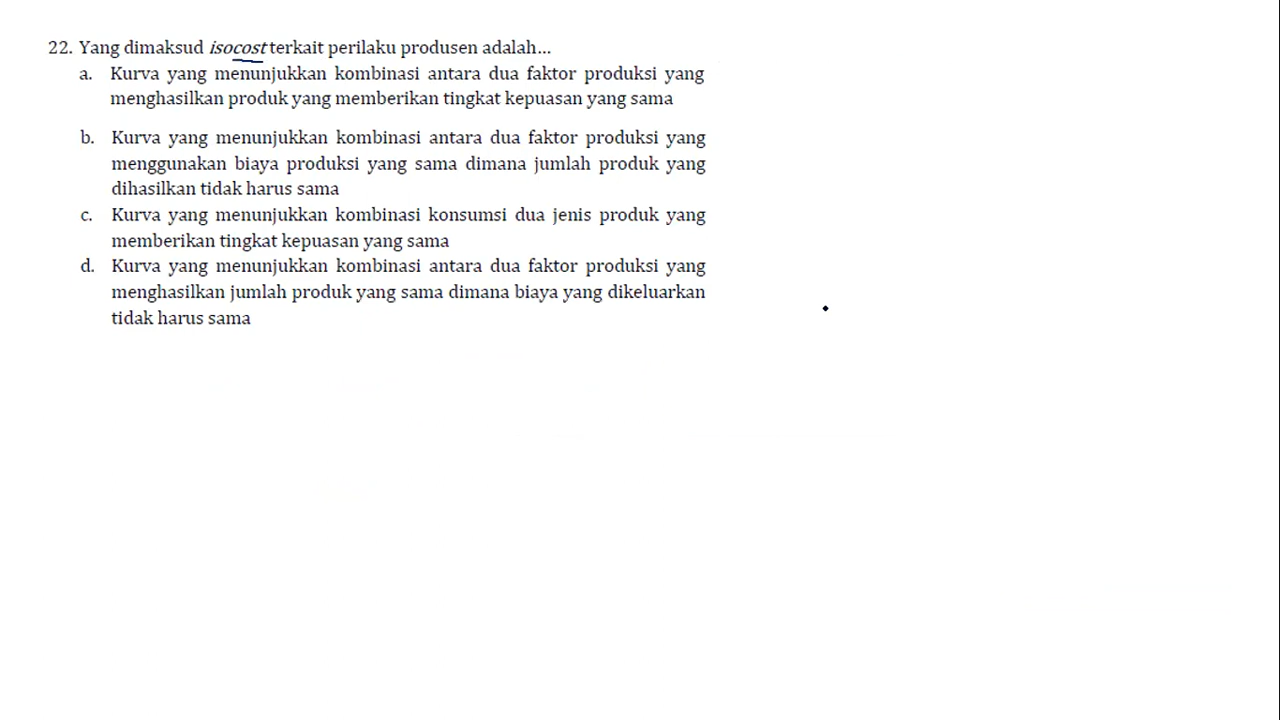 22. Yang dimaksud isocost terkait perilaku produsen adalah...
a. Kurva yang menunjukkan kombinasi antara dua faktor produksi yang
menghasilkan produk yang memberikan tingkat kepuasan yang sama
b. Kurva yang menunjukkan kombinasi antara dua faktor produksi yang
menggunakan biaya produksi yang sama dimana jumlah produk yang
dihasilkan tidak harus sama
c. Kurva yang menunjukkan kombinasi konsumsi dua jenis produk yang
memberikan tingkat kepuasan yang sama
d. Kurva yang menunjukkan kombinasi antara dua faktor produksi yang
menghasilkan jumlah produk yang sama dimana biaya yang dikeluarkan
tidak harus sama